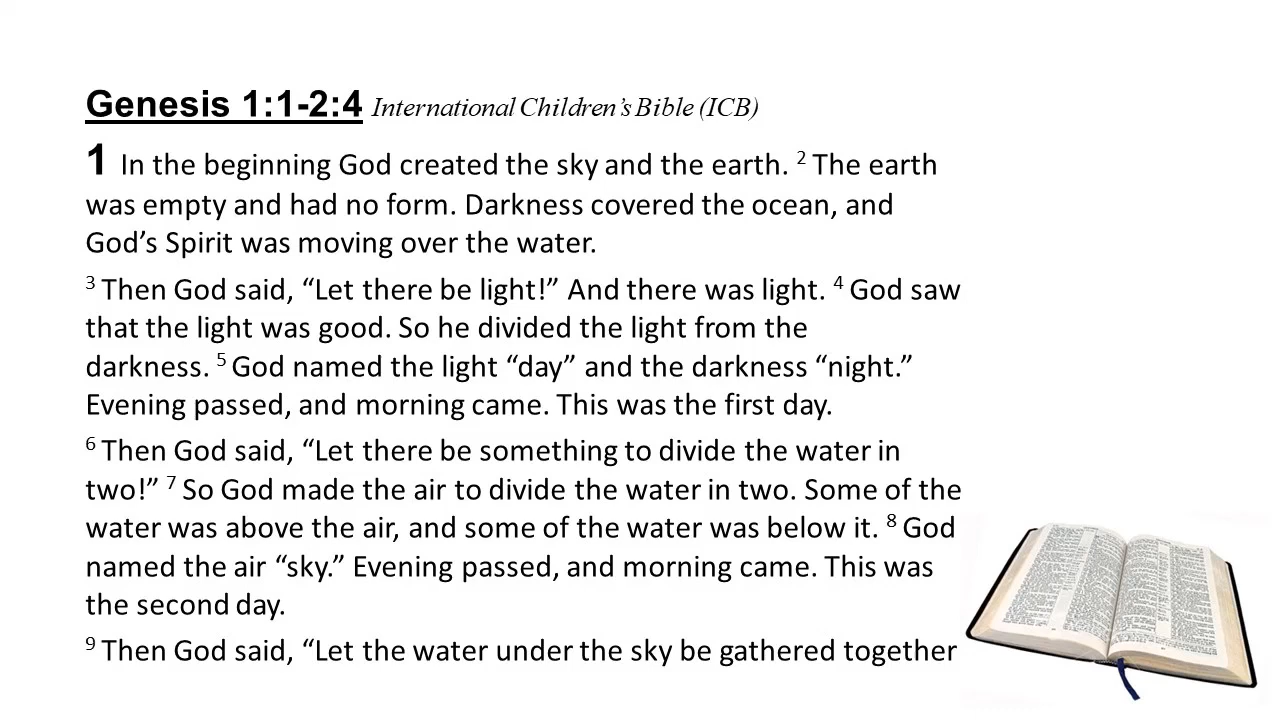 Genesis 1:1-2:4 International Children’s Bible (ICB)
1 In the beginning God created the sky and the earth. 2 The earth
was empty and had no form. Darkness covered the ocean, and
God’s Spirit was moving over the water.
3 Then God said, “Let there be light!” And there was light. 4 God saw
that the light was good. So he divided the light from the
darkness. 5 God named the light “day” and the darkness “night.”
Evening passed, and morning came. This was the first day.
6 Then God said, “Let there be something to divide the water in
two!” 7 So God made the air to divide the water in two. Some of the
water was above the air, and some of the water was below it. 8 God
named the air “sky.” Evening passed, and morning came. This was
the second day.
9 Then God said, “Let the water under the sky be gathered together